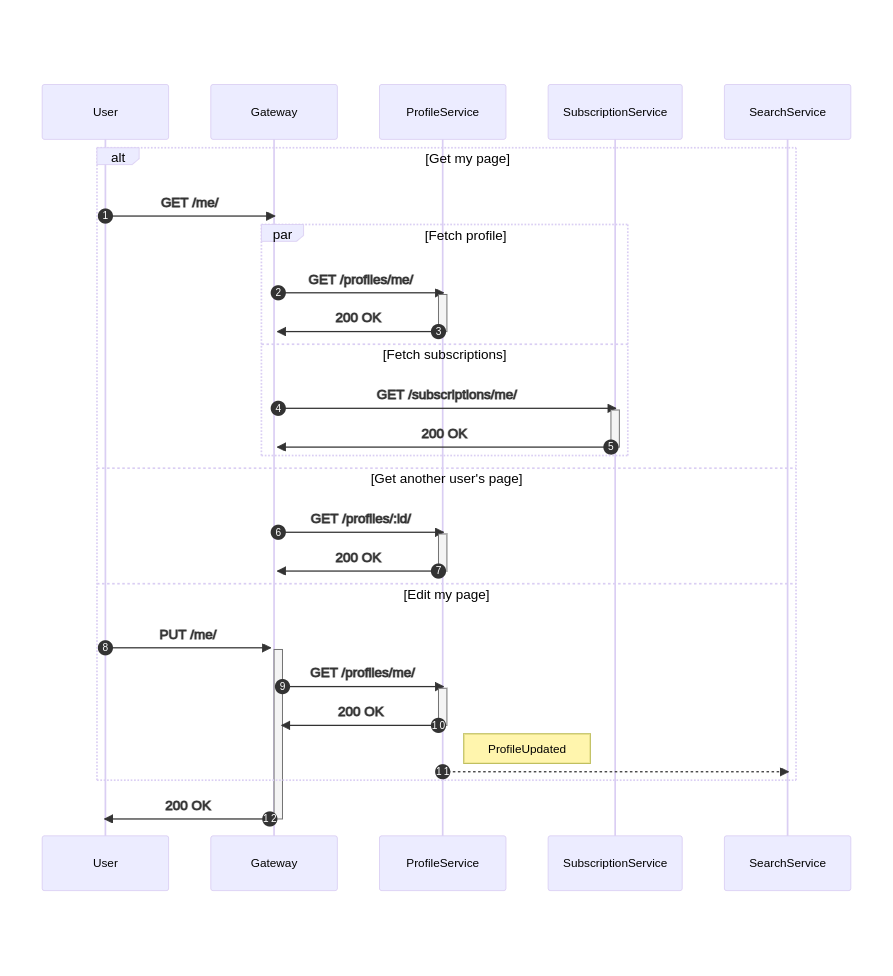 User
Gateway
ProfileService
SubscriptionService
SearchService
alt
[Get my page]
GET /me/
1
par
[Fetch profile]
GET /profiles/me/
2
200 OK
3
[Fetch subscriptions]
GET /subscriptions/me/
4
200 OK
5
[Get another user's page]
GET /profiles/:id/
6
200 OK
7
[Edit my page]
PUT /me/
8
GET /profiles/me/
9
200 OK
10
ProfileUpdated
11
200 OK
12
User
Gateway
ProfileService
SubscriptionService
SearchService